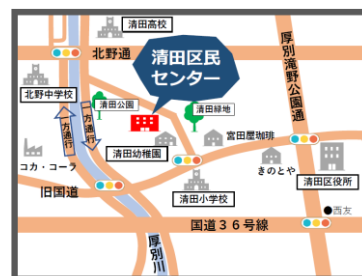 清田高校
北野通
清田区民
センター
厚別滝野公園通
北野中学校
清田公園
清田緑地
一方通行
一方通行
宮田屋珈琲
清田幼稚園
コカ・コーラ
きのとや
清田区役所
旧国道
清田小学校
西友
国道36号線
厚別川